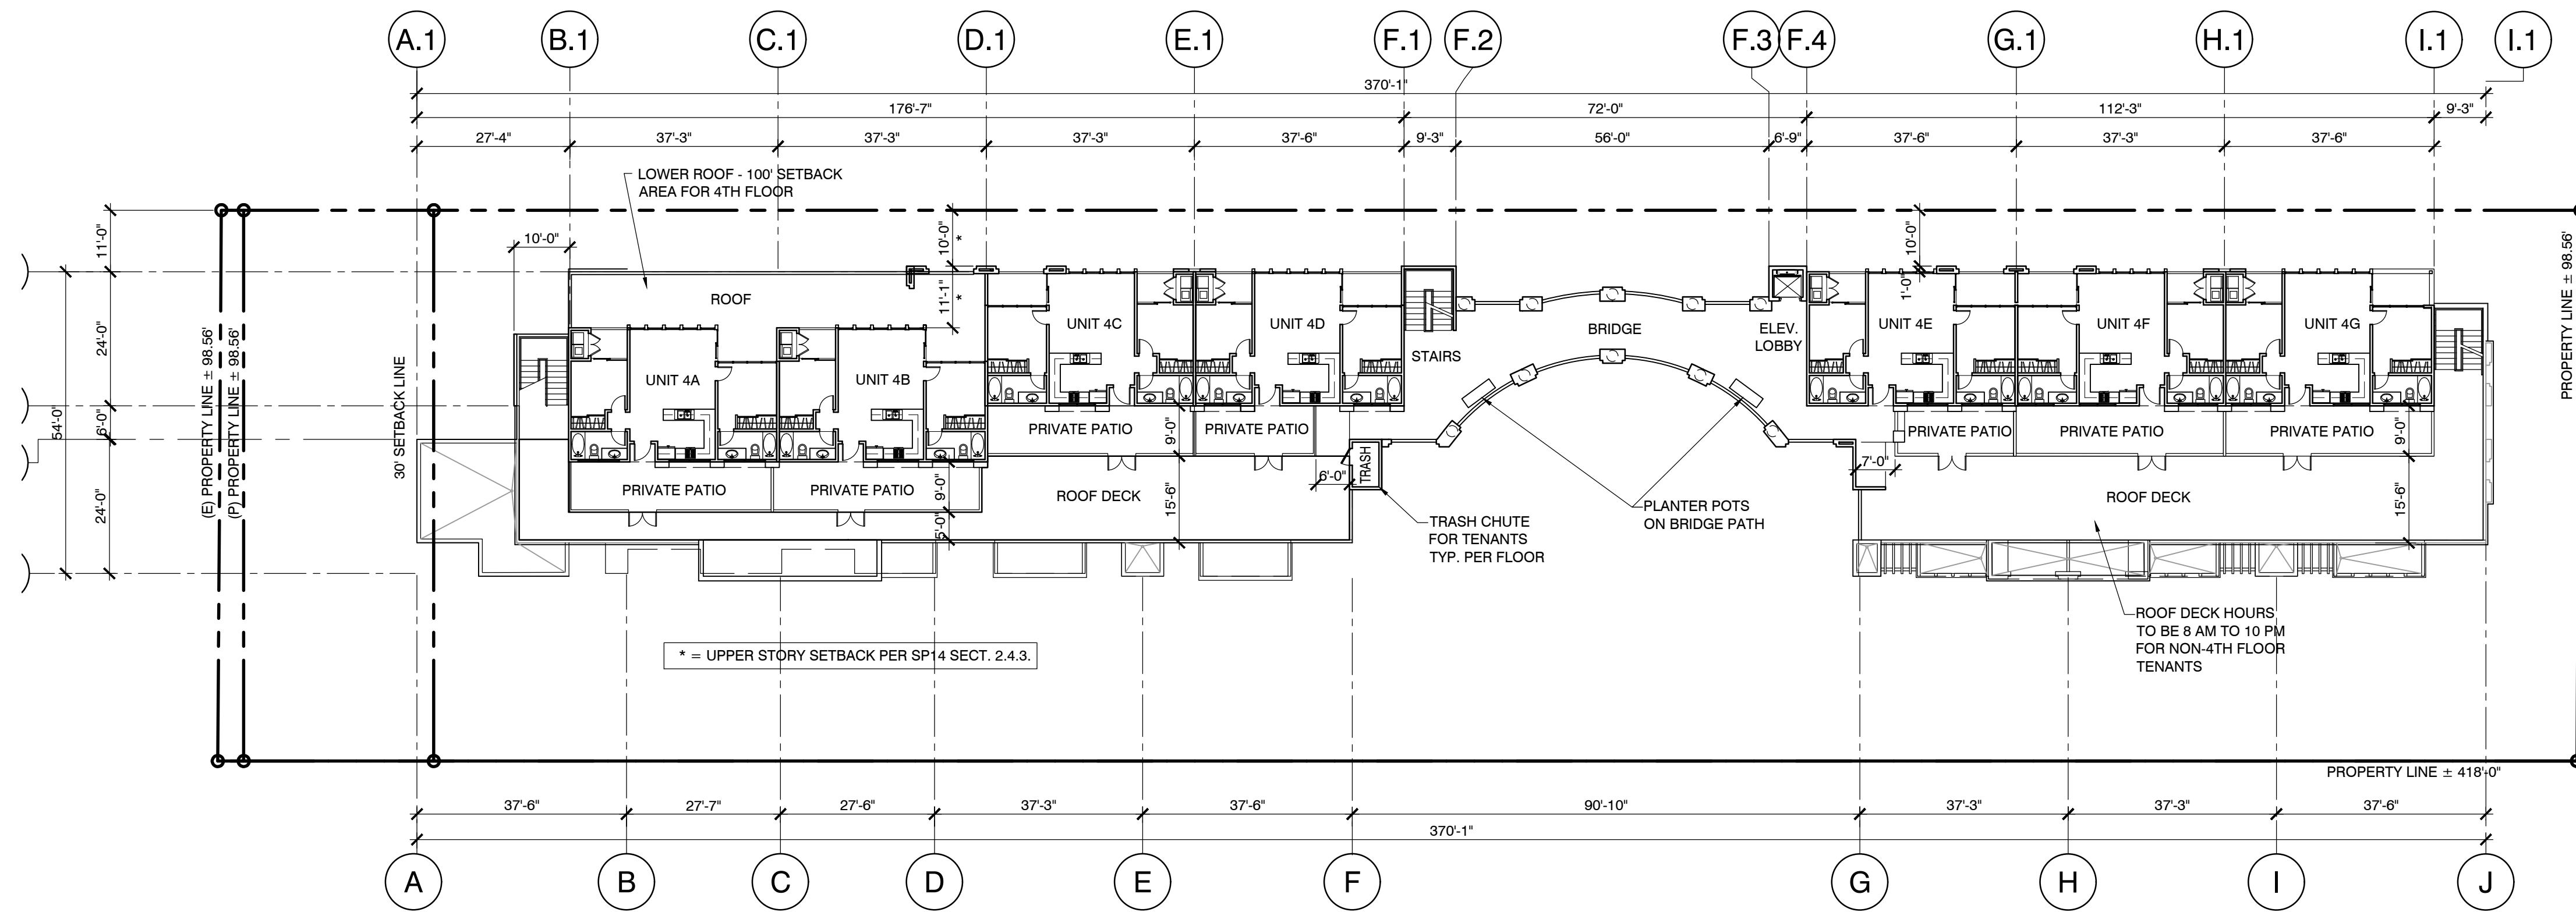 A.1 B.1 C.1 D.1 E.1 F.1 F.2 F.3 F.4 G.1 H.1 I.1 I.1
370'-1"
176'-7" 72'-0" 112'-3" 9'-3"
27'-4" 37'-3" 37'-3" 37'-3" 37'-6" 9'-3" 56'-0" 6'-9" 37'-6" 37'-3" 37'-6"
LOWER ROOF - 100' SETBACK
AREA FOR 4TH FLOOR
11'-0"
24'-0"
54'-0"
6'-0"
24'-0"
10'-0"
10'-0"
*
11'-1"
*
10'-0"
1'-0"
(E) PROPERTY LINE ± 98.56'
(P) PROPERTY LINE ± 98.56'
30' SETBACK LINE
PROPERTY LINE ± 98.56'
ROOF
UNIT 4A
UNIT 4B
UNIT 4C
UNIT 4D
STAIRS
BRIDGE
ELEV.
LOBBY
UNIT 4E
UNIT 4F
UNIT 4G
PRIVATE PATIO
PRIVATE PATIO
PRIVATE PATIO
PRIVATE PATIO
PRIVATE PATIO
PRIVATE PATIO
PRIVATE PATIO
9'-0"
5'-0"
9'-0"
15'-6"
6'-0"
TRASH
7'-0"
9'-0"
15'-6"
ROOF DECK
ROOF DECK
TRASH CHUTE
FOR TENANTS
TYP. PER FLOOR
PLANTER POTS
ON BRIDGE PATH
ROOF DECK HOURS
TO BE 8 AM TO 10 PM
FOR NON-4TH FLOOR
TENANTS
* = UPPER STORY SETBACK PER SP14 SECT. 2.4.3.
PROPERTY LINE ± 418'-0"
37'-6" 27'-7" 27'-6" 37'-3" 37'-6" 90'-10" 37'-3" 37'-3" 37'-6"
370'-1"
A B C D E F G H I J